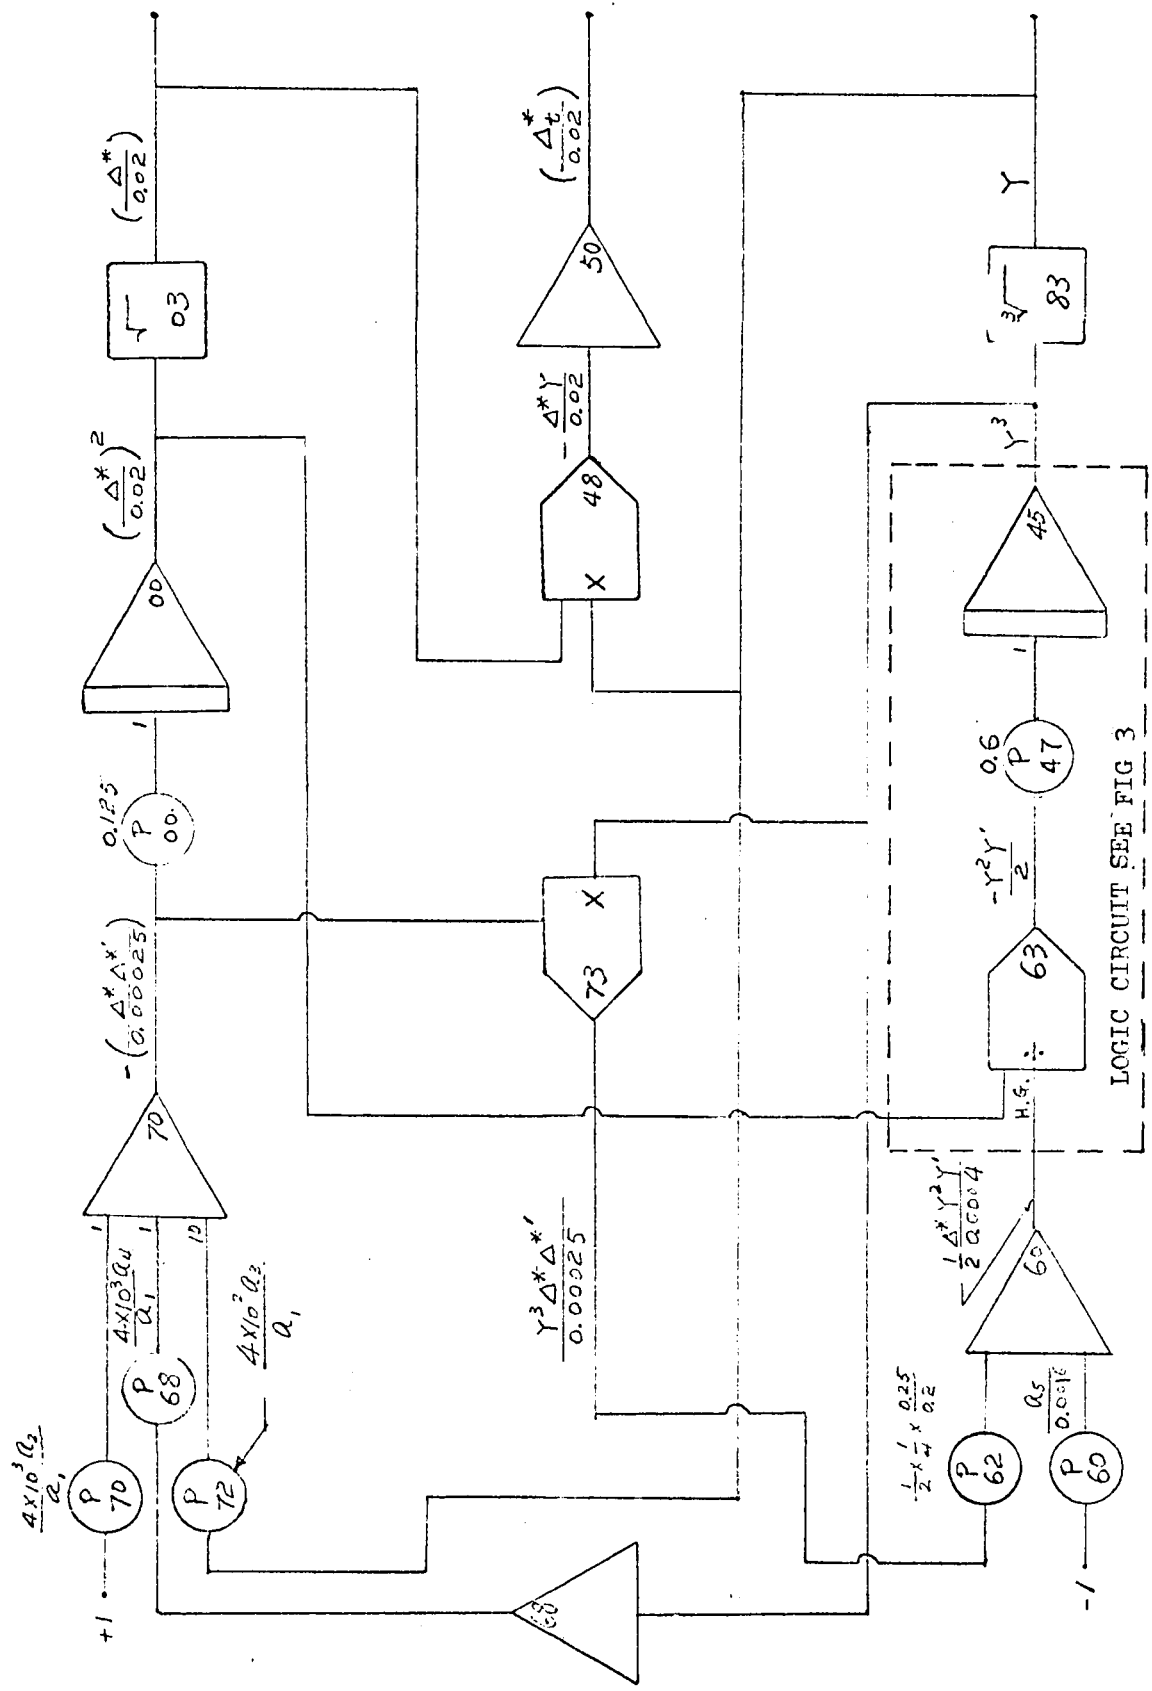 +1
4×10³a₂ / a₁
P 70
4×10³a₄ / a₁
P 68
P 72
4×10²a₃ / a₁
1
1
10
70
-(Δ*Δ*′ / 0.00025)
0.125
P 00.
1
00
(Δ* / 0.02)²
√ 03
(Δ* / 0.02)
68
Y³Δ*Δ*′ / 0.00025
73 X
X 48
-Δ*Y / 0.02
50
(Δ*t / 0.02)
-1
½ × ¼ × 0.25 / 0.2
P 62
a₅ / 0.0016
P 60
60
½ Δ*Y²Y′ / 0.0004
H.G.
÷ 63
-Y²Y′ / 2
0.6
P 47
1
45
Y³
∛ 83
Y
LOGIC CIRCUIT SEE FIG 3